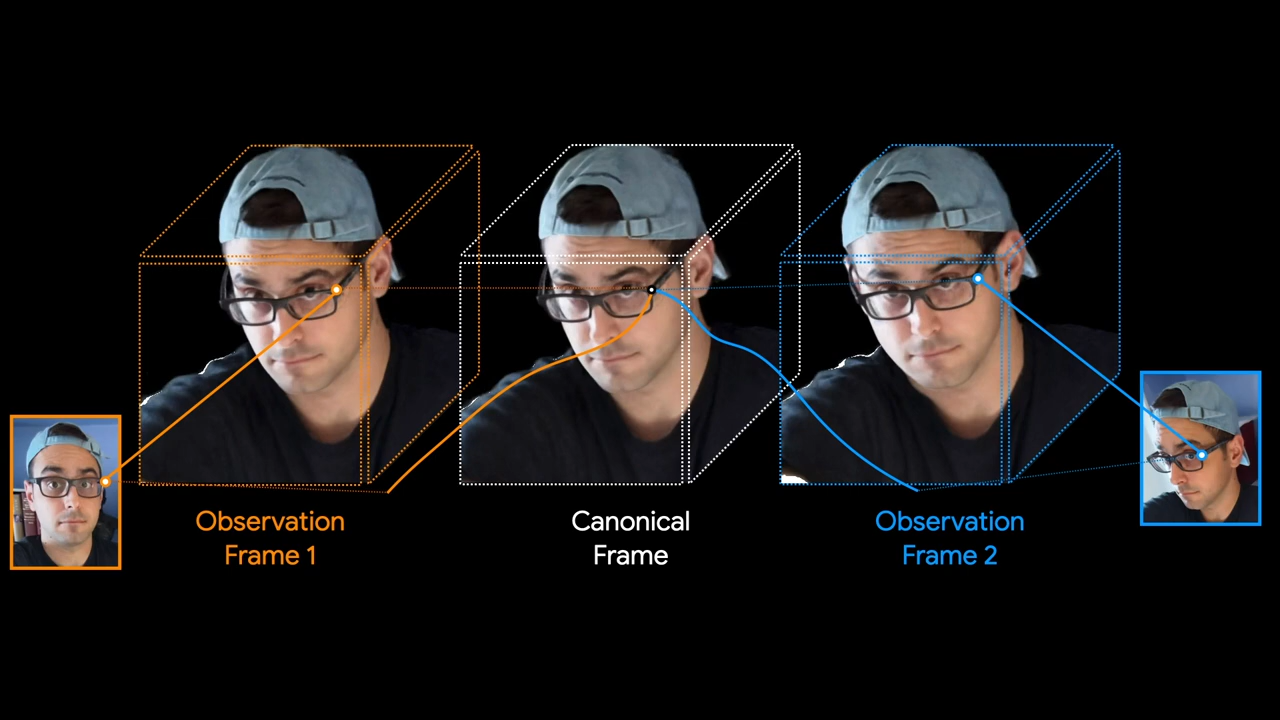 Observation
Frame 1
Canonical
Frame
Observation
Frame 2